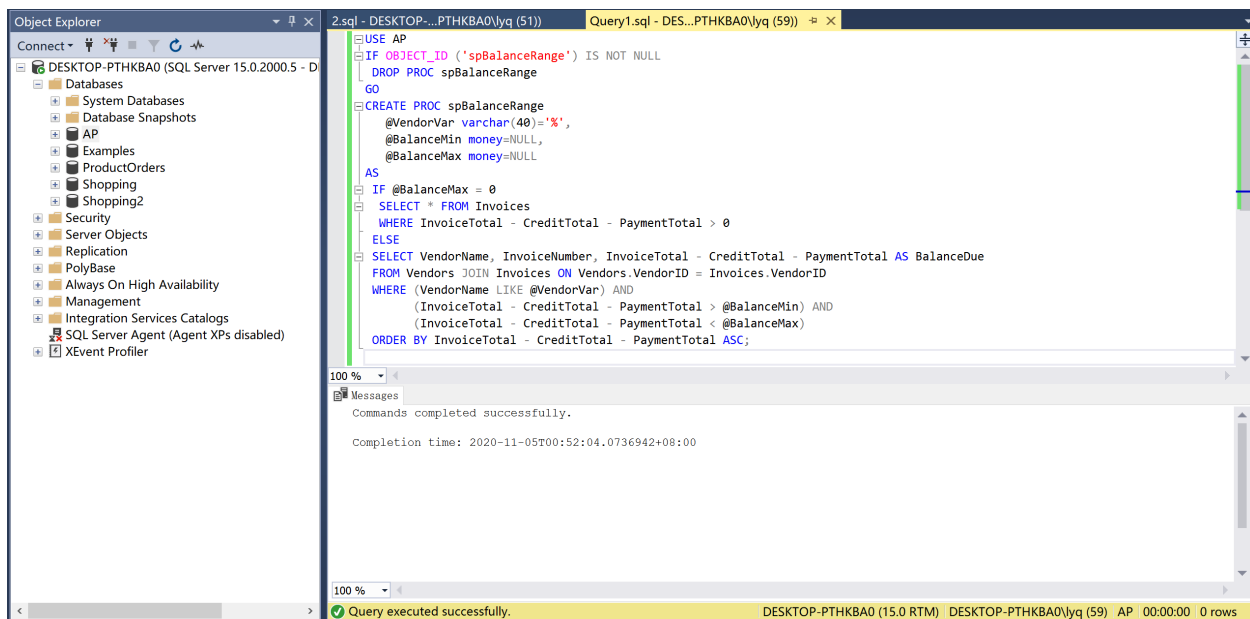 Object Explorer
Connect
DESKTOP-PTHKBA0 (SQL Server 15.0.2000.5 - D
Databases
System Databases
Database Snapshots
AP
Examples
ProductOrders
Shopping
Shopping2
Security
Server Objects
Replication
PolyBase
Always On High Availability
Management
Integration Services Catalogs
SQL Server Agent (Agent XPs disabled)
XEvent Profiler
2.sql - DESKTOP-...PTHKBA0\lyq (51))
Query1.sql - DES...PTHKBA0\lyq (59))
USE AP
IF OBJECT_ID ('spBalanceRange') IS NOT NULL
DROP PROC spBalanceRange
GO
CREATE PROC spBalanceRange
@VendorVar varchar(40)='%',
@BalanceMin money=NULL,
@BalanceMax money=NULL
AS
IF @BalanceMax = 0
SELECT * FROM Invoices
WHERE InvoiceTotal - CreditTotal - PaymentTotal > 0
ELSE
SELECT VendorName, InvoiceNumber, InvoiceTotal - CreditTotal - PaymentTotal AS BalanceDue
FROM Vendors JOIN Invoices ON Vendors.VendorID = Invoices.VendorID
WHERE (VendorName LIKE @VendorVar) AND
(InvoiceTotal - CreditTotal - PaymentTotal > @BalanceMin) AND
(InvoiceTotal - CreditTotal - PaymentTotal < @BalanceMax)
ORDER BY InvoiceTotal - CreditTotal - PaymentTotal ASC;
100 %
Messages
Commands completed successfully.
Completion time: 2020-11-05T00:52:04.0736942+08:00
100 %
Query executed successfully.
DESKTOP-PTHKBA0 (15.0 RTM) DESKTOP-PTHKBA0\lyq (59) AP 00:00:00 0 rows